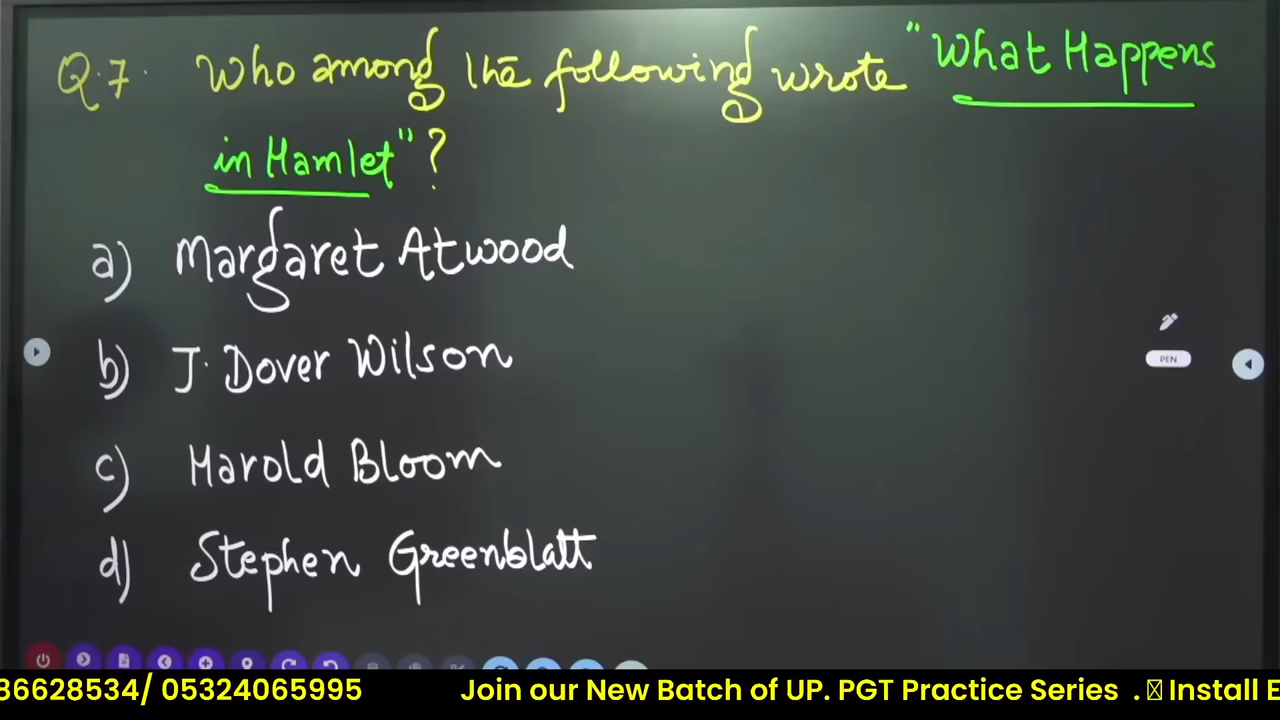 Q.7. Who among the following wrote "What Happens
in Hamlet"?
a) Margaret Atwood
b) J. Dover Wilson
c) Harold Bloom
d) Stephen Greenblatt
PEN
86628534/ 05324065995 Join our New Batch of UP. PGT Practice Series . Install E